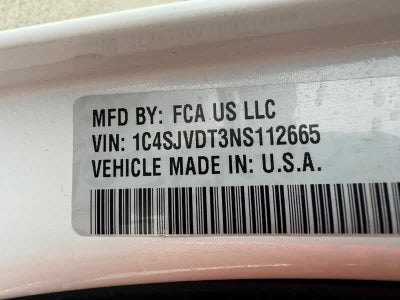 MFD BY: FCA US LLC
VIN: 1C4SJVDT3NS112665
VEHICLE MADE IN: U.S.A.